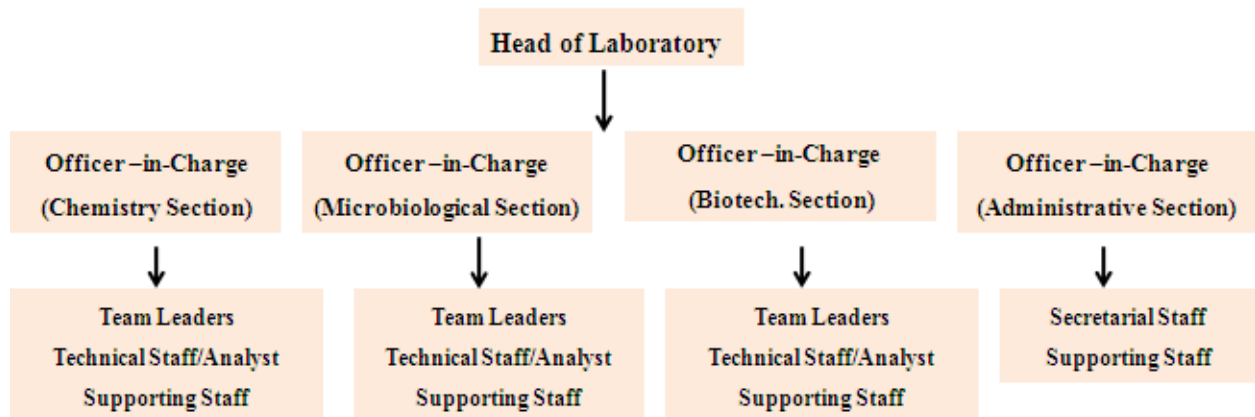 Head of Laboratory
Officer –in-Charge
(Chemistry Section)
Officer –in-Charge
(Microbiological Section)
Officer –in-Charge
(Biotech. Section)
Officer –in-Charge
(Administrative Section)
Team Leaders
Technical Staff/Analyst
Supporting Staff
Team Leaders
Technical Staff/Analyst
Supporting Staff
Team Leaders
Technical Staff/Analyst
Supporting Staff
Secretarial Staff
Supporting Staff